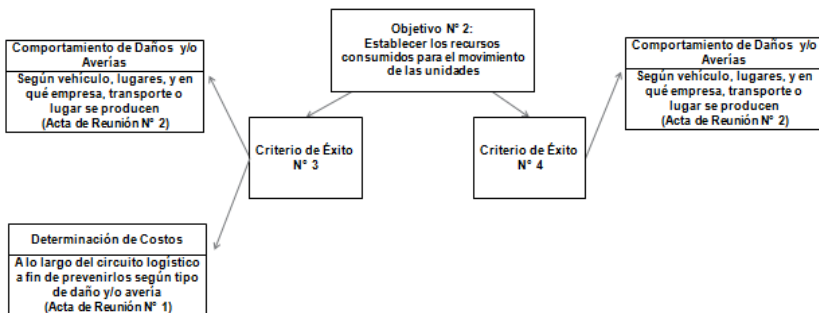 Objetivo N° 2:
Establecer los recursos
consumidos para el movimiento
de las unidades
Comportamiento de Daños y/o
Averías
Según vehículo, lugares, y en
qué empresa, transporte o
lugar se producen
(Acta de Reunión N° 2)
Comportamiento de Daños y/o
Averías
Según vehículo, lugares, y en
qué empresa, transporte o
lugar se producen
(Acta de Reunión N° 2)
Criterio de Éxito
N° 3
Criterio de Éxito
N° 4
Determinación de Costos
A lo largo del circuito logístico
a fin de prevenirlos según tipo
de daño y/o avería
(Acta de Reunión N° 1)